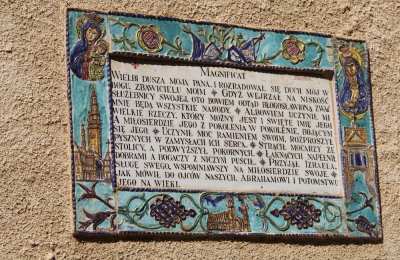 MAGNIFICAT
WIELBI DUSZA MOJA PANA, I ROZRADOWAŁ SIĘ DUCH MÓJ W
BOGU, ZBAWICIELU MOIM ✦ GDYŻ WEJRZAŁ NA NISKOŚĆ
SŁUŻEBNICY SWOJEJ, OTO BOWIEM ODTĄD BŁOGOSŁAWIONĄ ZWAĆ
MNIE BĘDĄ WSZYSTKIE NARODY ✦ ALBOWIEM UCZYNIŁ MI
WIELKIE RZECZY, KTÓRY MOŻNY JEST I ŚWIĘTE IMIĘ JEGO
A MIŁOSIERDZIE JEGO Z POKOLENIA W POKOLENIE, BOJĄCYM
SIĘ JEGO ✦ UCZYNIŁ MOC RAMIENIEM SWOIM, ROZPROSZYŁ
PYSZNYCH W ZAMYSŁACH ICH SERCA ✦ STRĄCIŁ MOCARZY ZE
STOLICY, A PODWYŻSZYŁ POKORNYCH ✦ ŁAKNĄCYCH NAPEŁNIŁ
DOBRAMI A BOGACZY Z NICZYM PUŚCIŁ ✦ PRZYJĄŁ IZRAELA,
SŁUGĘ SWEGO, WSPOMNIAWSZY NA MIŁOSIERDZIE SWOJE ✦
JAK MÓWIŁ DO OJCÓW NASZYCH, ABRAHAMOWI I POTOMSTWU
JEGO NA WIEKI.